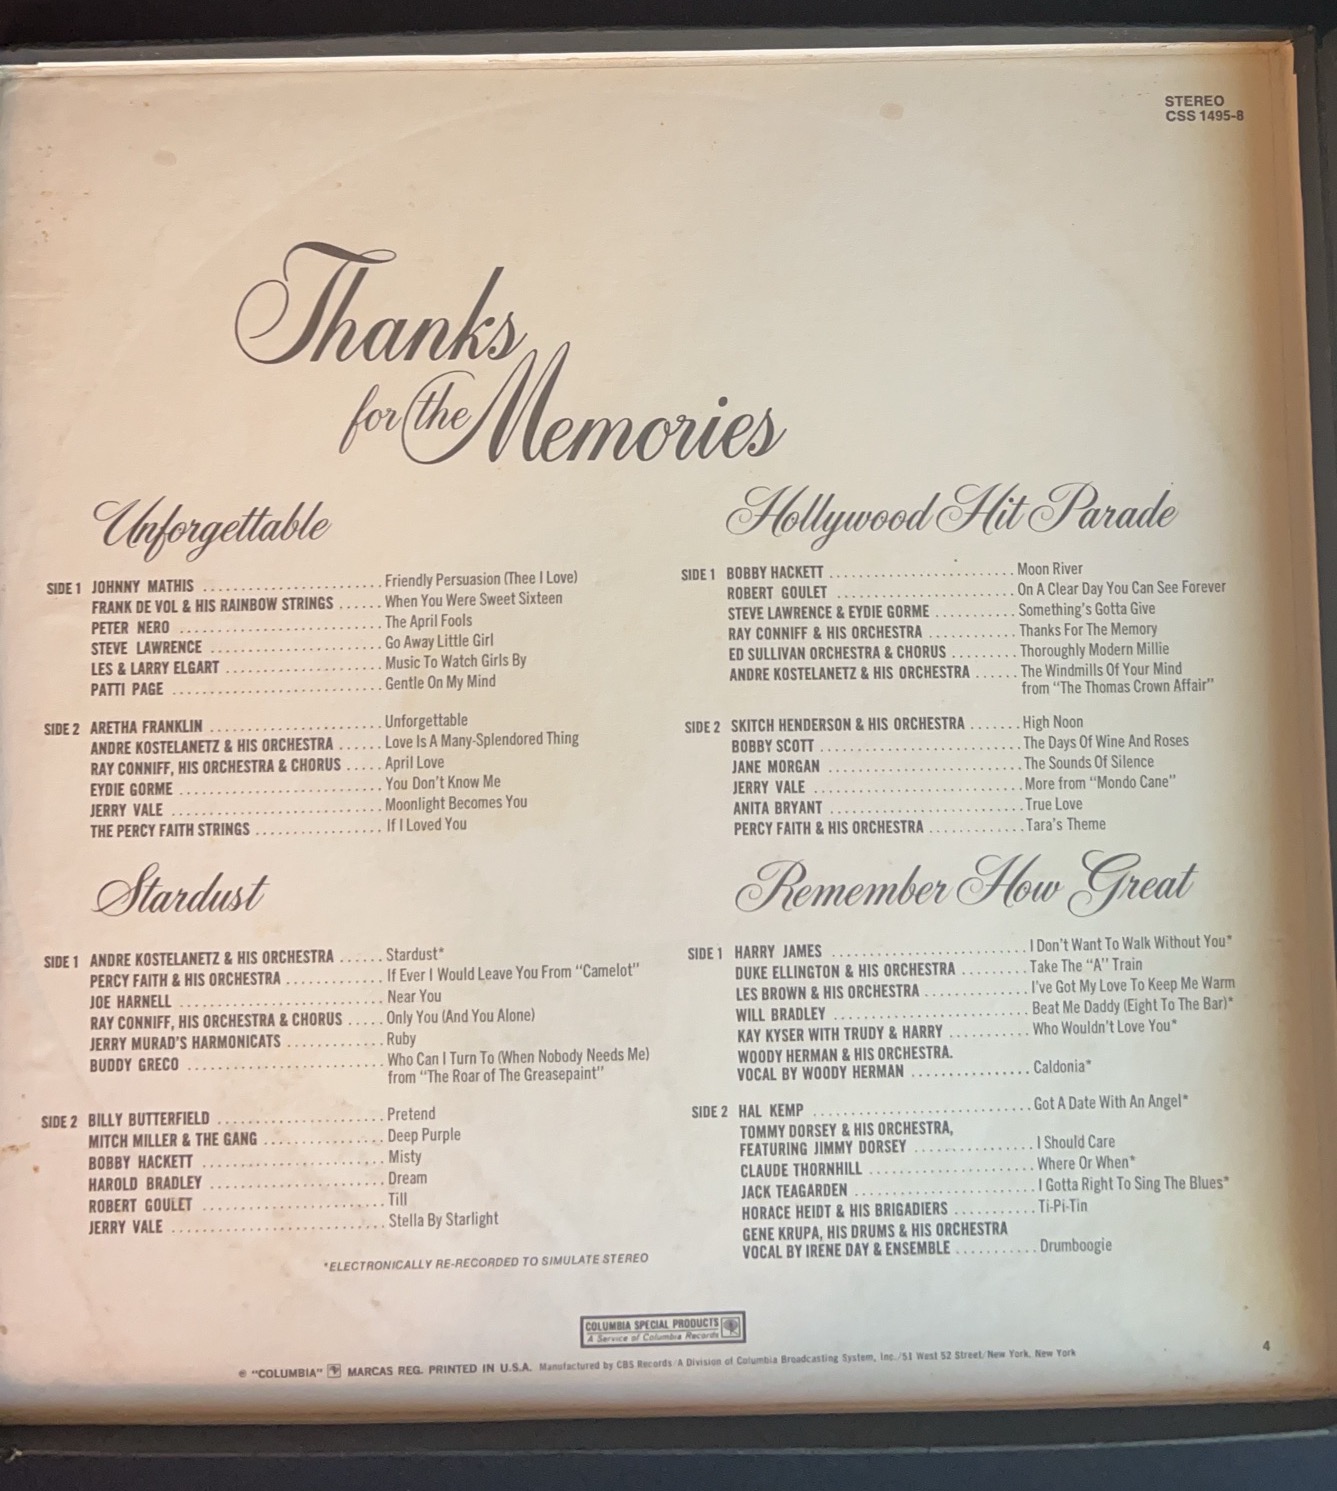 STEREO
CSS 1495-8
Thanks
for the Memories
Unforgettable
SIDE 1 JOHNNY MATHIS ........................ Friendly Persuasion (Thee I Love)
FRANK DE VOL & HIS RAINBOW STRINGS ...... When You Were Sweet Sixteen
PETER NERO ........................... The April Fools
STEVE LAWRENCE ....................... Go Away Little Girl
LES & LARRY ELGART ..................... Music To Watch Girls By
PATTI PAGE ............................ Gentle On My Mind
SIDE 2 ARETHA FRANKLIN ....................... Unforgettable
ANDRE KOSTELANETZ & HIS ORCHESTRA ...... Love Is A Many-Splendored Thing
RAY CONNIFF, HIS ORCHESTRA & CHORUS ..... April Love
EYDIE GORME ........................... You Don't Know Me
JERRY VALE ............................ Moonlight Becomes You
THE PERCY FAITH STRINGS ................. If I Loved You
Stardust
SIDE 1 ANDRE KOSTELANETZ & HIS ORCHESTRA ...... Stardust*
PERCY FAITH & HIS ORCHESTRA ............. If Ever I Would Leave You From "Camelot"
JOE HARNELL ........................... Near You
RAY CONNIFF, HIS ORCHESTRA & CHORUS ..... Only You (And You Alone)
JERRY MURAD'S HARMONICATS ............. Ruby
BUDDY GRECO .......................... Who Can I Turn To (When Nobody Needs Me)
from "The Roar of The Greasepaint"
SIDE 2 BILLY BUTTERFIELD ...................... Pretend
MITCH MILLER & THE GANG ................ Deep Purple
BOBBY HACKETT ........................ Misty
HAROLD BRADLEY ....................... Dream
ROBERT GOULET ........................ Till
JERRY VALE ............................ Stella By Starlight
*ELECTRONICALLY RE-RECORDED TO SIMULATE STEREO
Hollywood Hit Parade
SIDE 1 BOBBY HACKETT ......................... Moon River
ROBERT GOULET ........................ On A Clear Day You Can See Forever
STEVE LAWRENCE & EYDIE GORME ........... Something's Gotta Give
RAY CONNIFF & HIS ORCHESTRA ............ Thanks For The Memory
ED SULLIVAN ORCHESTRA & CHORUS ......... Thoroughly Modern Millie
ANDRE KOSTELANETZ & HIS ORCHESTRA ...... The Windmills Of Your Mind
from "The Thomas Crown Affair"
SIDE 2 SKITCH HENDERSON & HIS ORCHESTRA ....... High Noon
BOBBY SCOTT ........................... The Days Of Wine And Roses
JANE MORGAN .......................... The Sounds Of Silence
JERRY VALE ............................ More from "Mondo Cane"
ANITA BRYANT .......................... True Love
PERCY FAITH & HIS ORCHESTRA ............. Tara's Theme
Remember How Great
SIDE 1 HARRY JAMES .......................... I Don't Want To Walk Without You*
DUKE ELLINGTON & HIS ORCHESTRA ......... Take The "A" Train
LES BROWN & HIS ORCHESTRA .............. I've Got My Love To Keep Me Warm
WILL BRADLEY .......................... Beat Me Daddy (Eight To The Bar)*
KAY KYSER WITH TRUDY & HARRY ........... Who Wouldn't Love You*
WOODY HERMAN & HIS ORCHESTRA.
VOCAL BY WOODY HERMAN ................ Caldonia*
SIDE 2 HAL KEMP ............................. Got A Date With An Angel*
TOMMY DORSEY & HIS ORCHESTRA,
FEATURING JIMMY DORSEY ................ I Should Care
CLAUDE THORNHILL ...................... Where Or When*
JACK TEAGARDEN ........................ I Gotta Right To Sing The Blues*
HORACE HEIDT & HIS BRIGADIERS ........... Ti-Pi-Tin
GENE KRUPA, HIS DRUMS & HIS ORCHESTRA
VOCAL BY IRENE DAY & ENSEMBLE ........... Drumboogie
COLUMBIA SPECIAL PRODUCTS
A Service of Columbia Records
® "COLUMBIA" MARCAS REG. PRINTED IN U.S.A. Manufactured by CBS Records/A Division of Columbia Broadcasting System, Inc./51 West 52 Street/New York, New York
4